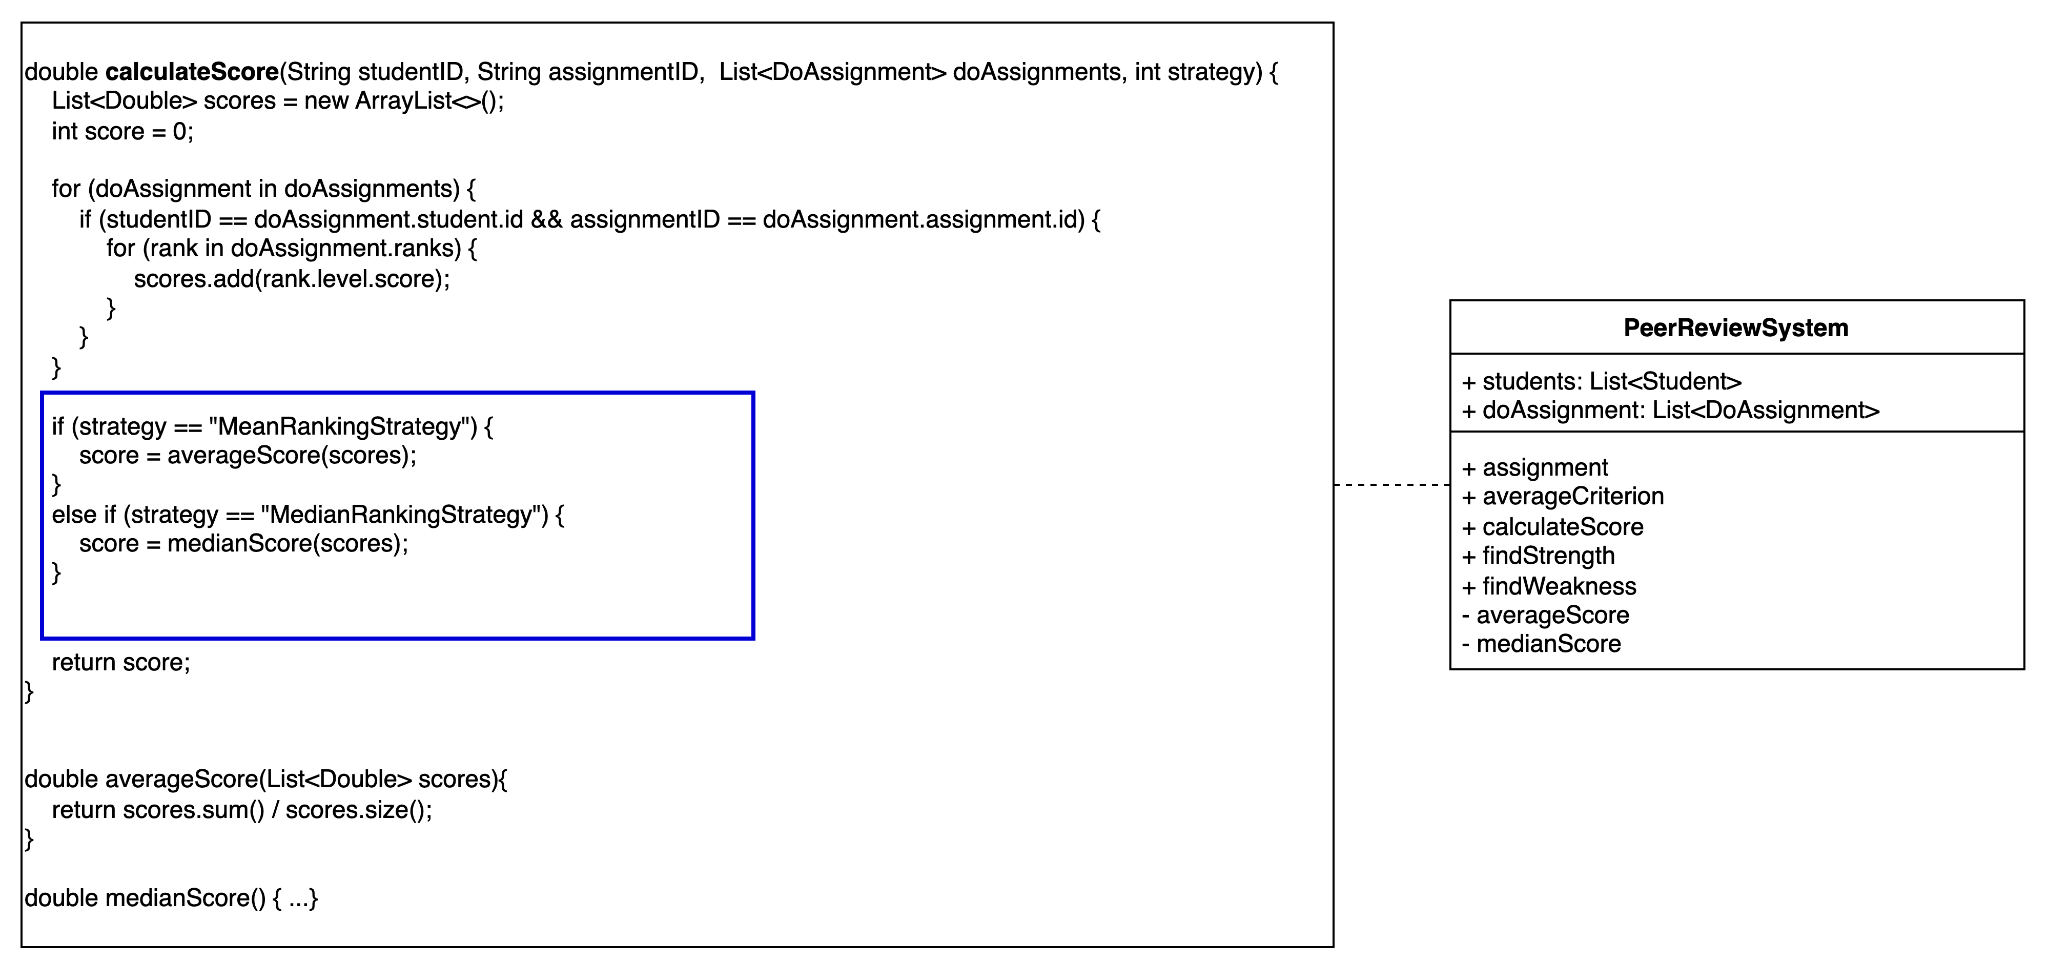 double calculateScore(String studentID, String assignmentID,  List<DoAssignment> doAssignments, int strategy) {
List<Double> scores = new ArrayList<>();
int score = 0;
for (doAssignment in doAssignments) {
if (studentID == doAssignment.student.id && assignmentID == doAssignment.assignment.id) {
for (rank in doAssignment.ranks) {
scores.add(rank.level.score);
}
}
}
if (strategy == "MeanRankingStrategy") {
score = averageScore(scores);
}
else if (strategy == "MedianRankingStrategy") {
score = medianScore(scores);
}
return score;
}
double averageScore(List<Double> scores){
return scores.sum() / scores.size();
}
double medianScore() { ...}
PeerReviewSystem
+ students: List<Student>
+ doAssignment: List<DoAssignment>
+ assignment
+ averageCriterion
+ calculateScore
+ findStrength
+ findWeakness
- averageScore
- medianScore